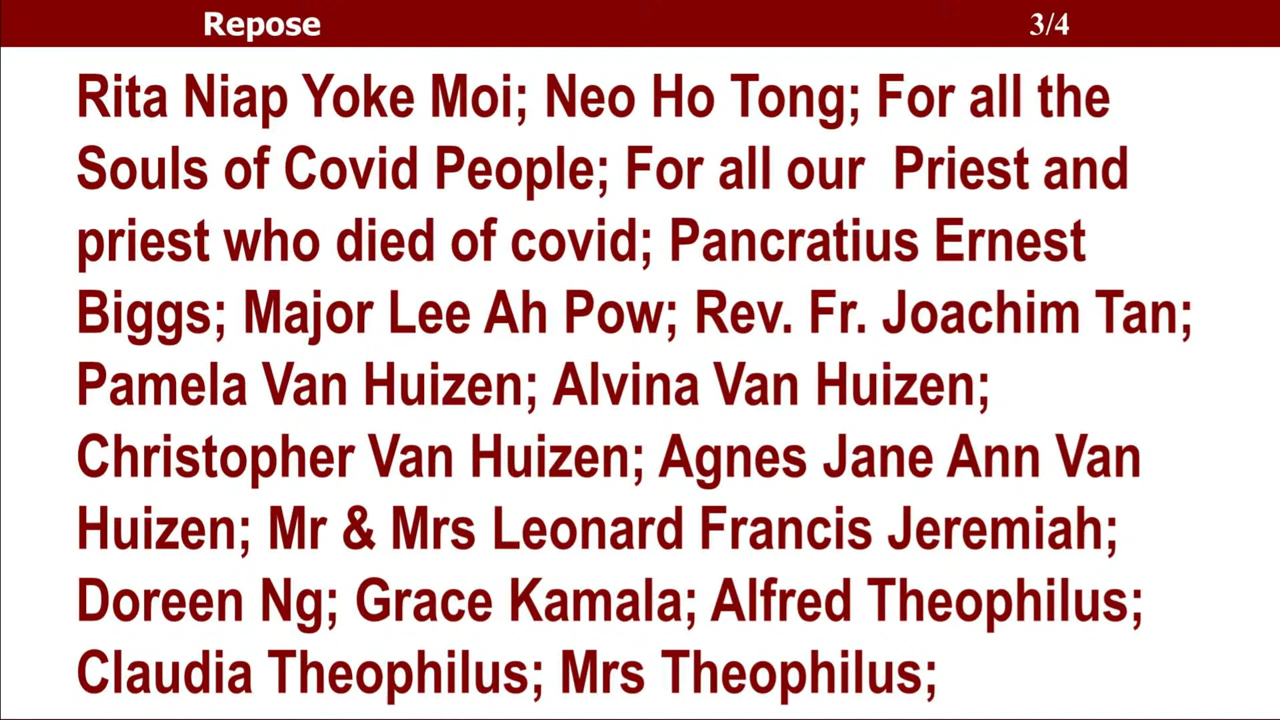 Repose 3/4
Rita Niap Yoke Moi; Neo Ho Tong; For all the
Souls of Covid People; For all our  Priest and
priest who died of covid; Pancratius Ernest
Biggs; Major Lee Ah Pow; Rev. Fr. Joachim Tan;
Pamela Van Huizen; Alvina Van Huizen;
Christopher Van Huizen; Agnes Jane Ann Van
Huizen; Mr & Mrs Leonard Francis Jeremiah;
Doreen Ng; Grace Kamala; Alfred Theophilus;
Claudia Theophilus; Mrs Theophilus;